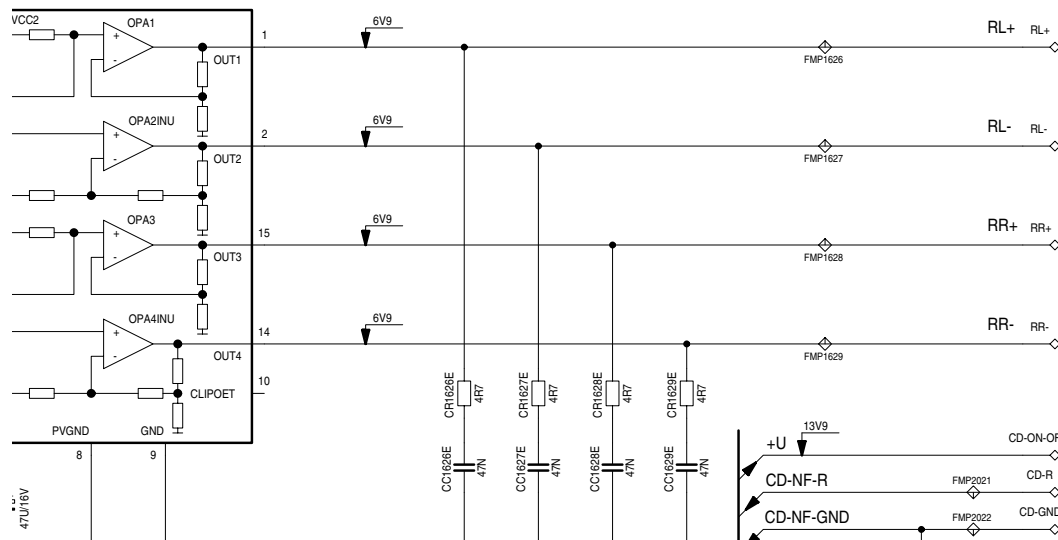 VCC2
OPA1
1
6V9
RL+ RL+
+
-
OUT1
FMP1626
OPA2INU
2
6V9
RL- RL-
+
-
OUT2
FMP1627
OPA3
15
6V9
RR+ RR+
+
-
OUT3
FMP1628
OPA4INU
14
6V9
RR- RR-
+
-
OUT4
FMP1629
10
CLIPOET
CR1626E 4R7
CR1627E 4R7
CR1628E 4R7
CR1629E 4R7
PVGND
GND
8
9
CC1626E 47N
CC1627E 47N
CC1628E 47N
CC1629E 47N
+U
13V9
CD-ON-OF
CD-NF-R
FMP2021
CD-R
CD-NF-GND
FMP2022
CD-GND
47U/16V